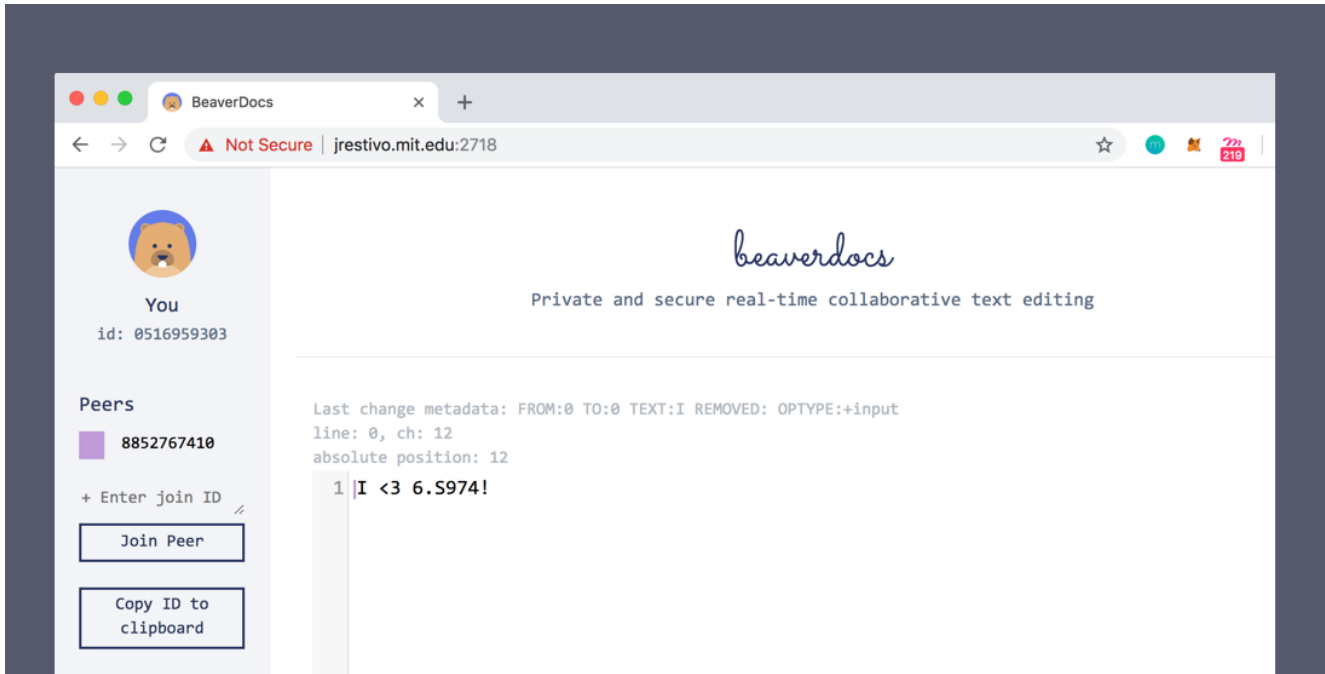 BeaverDocs
Not Secure | jrestivo.mit.edu:2718
m
219
You
id: 0516959303
Peers
8852767410
+ Enter join ID
Join Peer
Copy ID to
clipboard
beaverdocs
Private and secure real-time collaborative text editing
Last change metadata: FROM:0 TO:0 TEXT:I REMOVED: OPTYPE:+input
line: 0, ch: 12
absolute position: 12
1 I <3 6.S974!